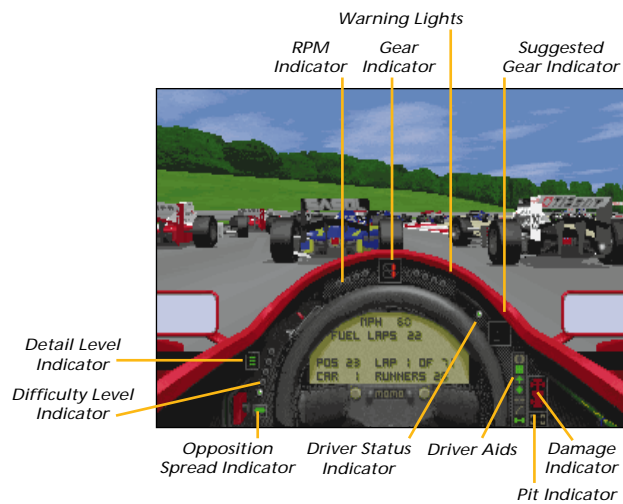 Warning Lights
RPM
Indicator
Gear
Indicator
Suggested
Gear Indicator
MPH 60
FUEL LAPS 22
POS 23 LAP 1 OF 7
CAR 1 RUNNERS
momo
Detail Level
Indicator
Difficulty Level
Indicator
Opposition
Spread Indicator
Driver Status
Indicator
Driver Aids
Damage
Indicator
Pit Indicator